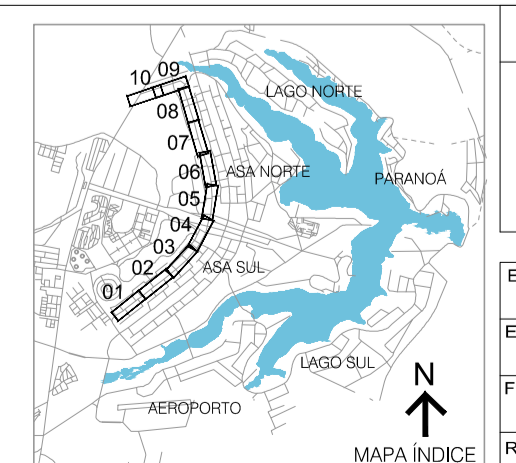 10 09
LAGO NORTE
08
07
ASA NORTE
06
PARANOÁ
05
04
03
ASA SUL
02
01
LAGO SUL
N
AEROPORTO
MAPA ÍNDICE
E
E
F
R